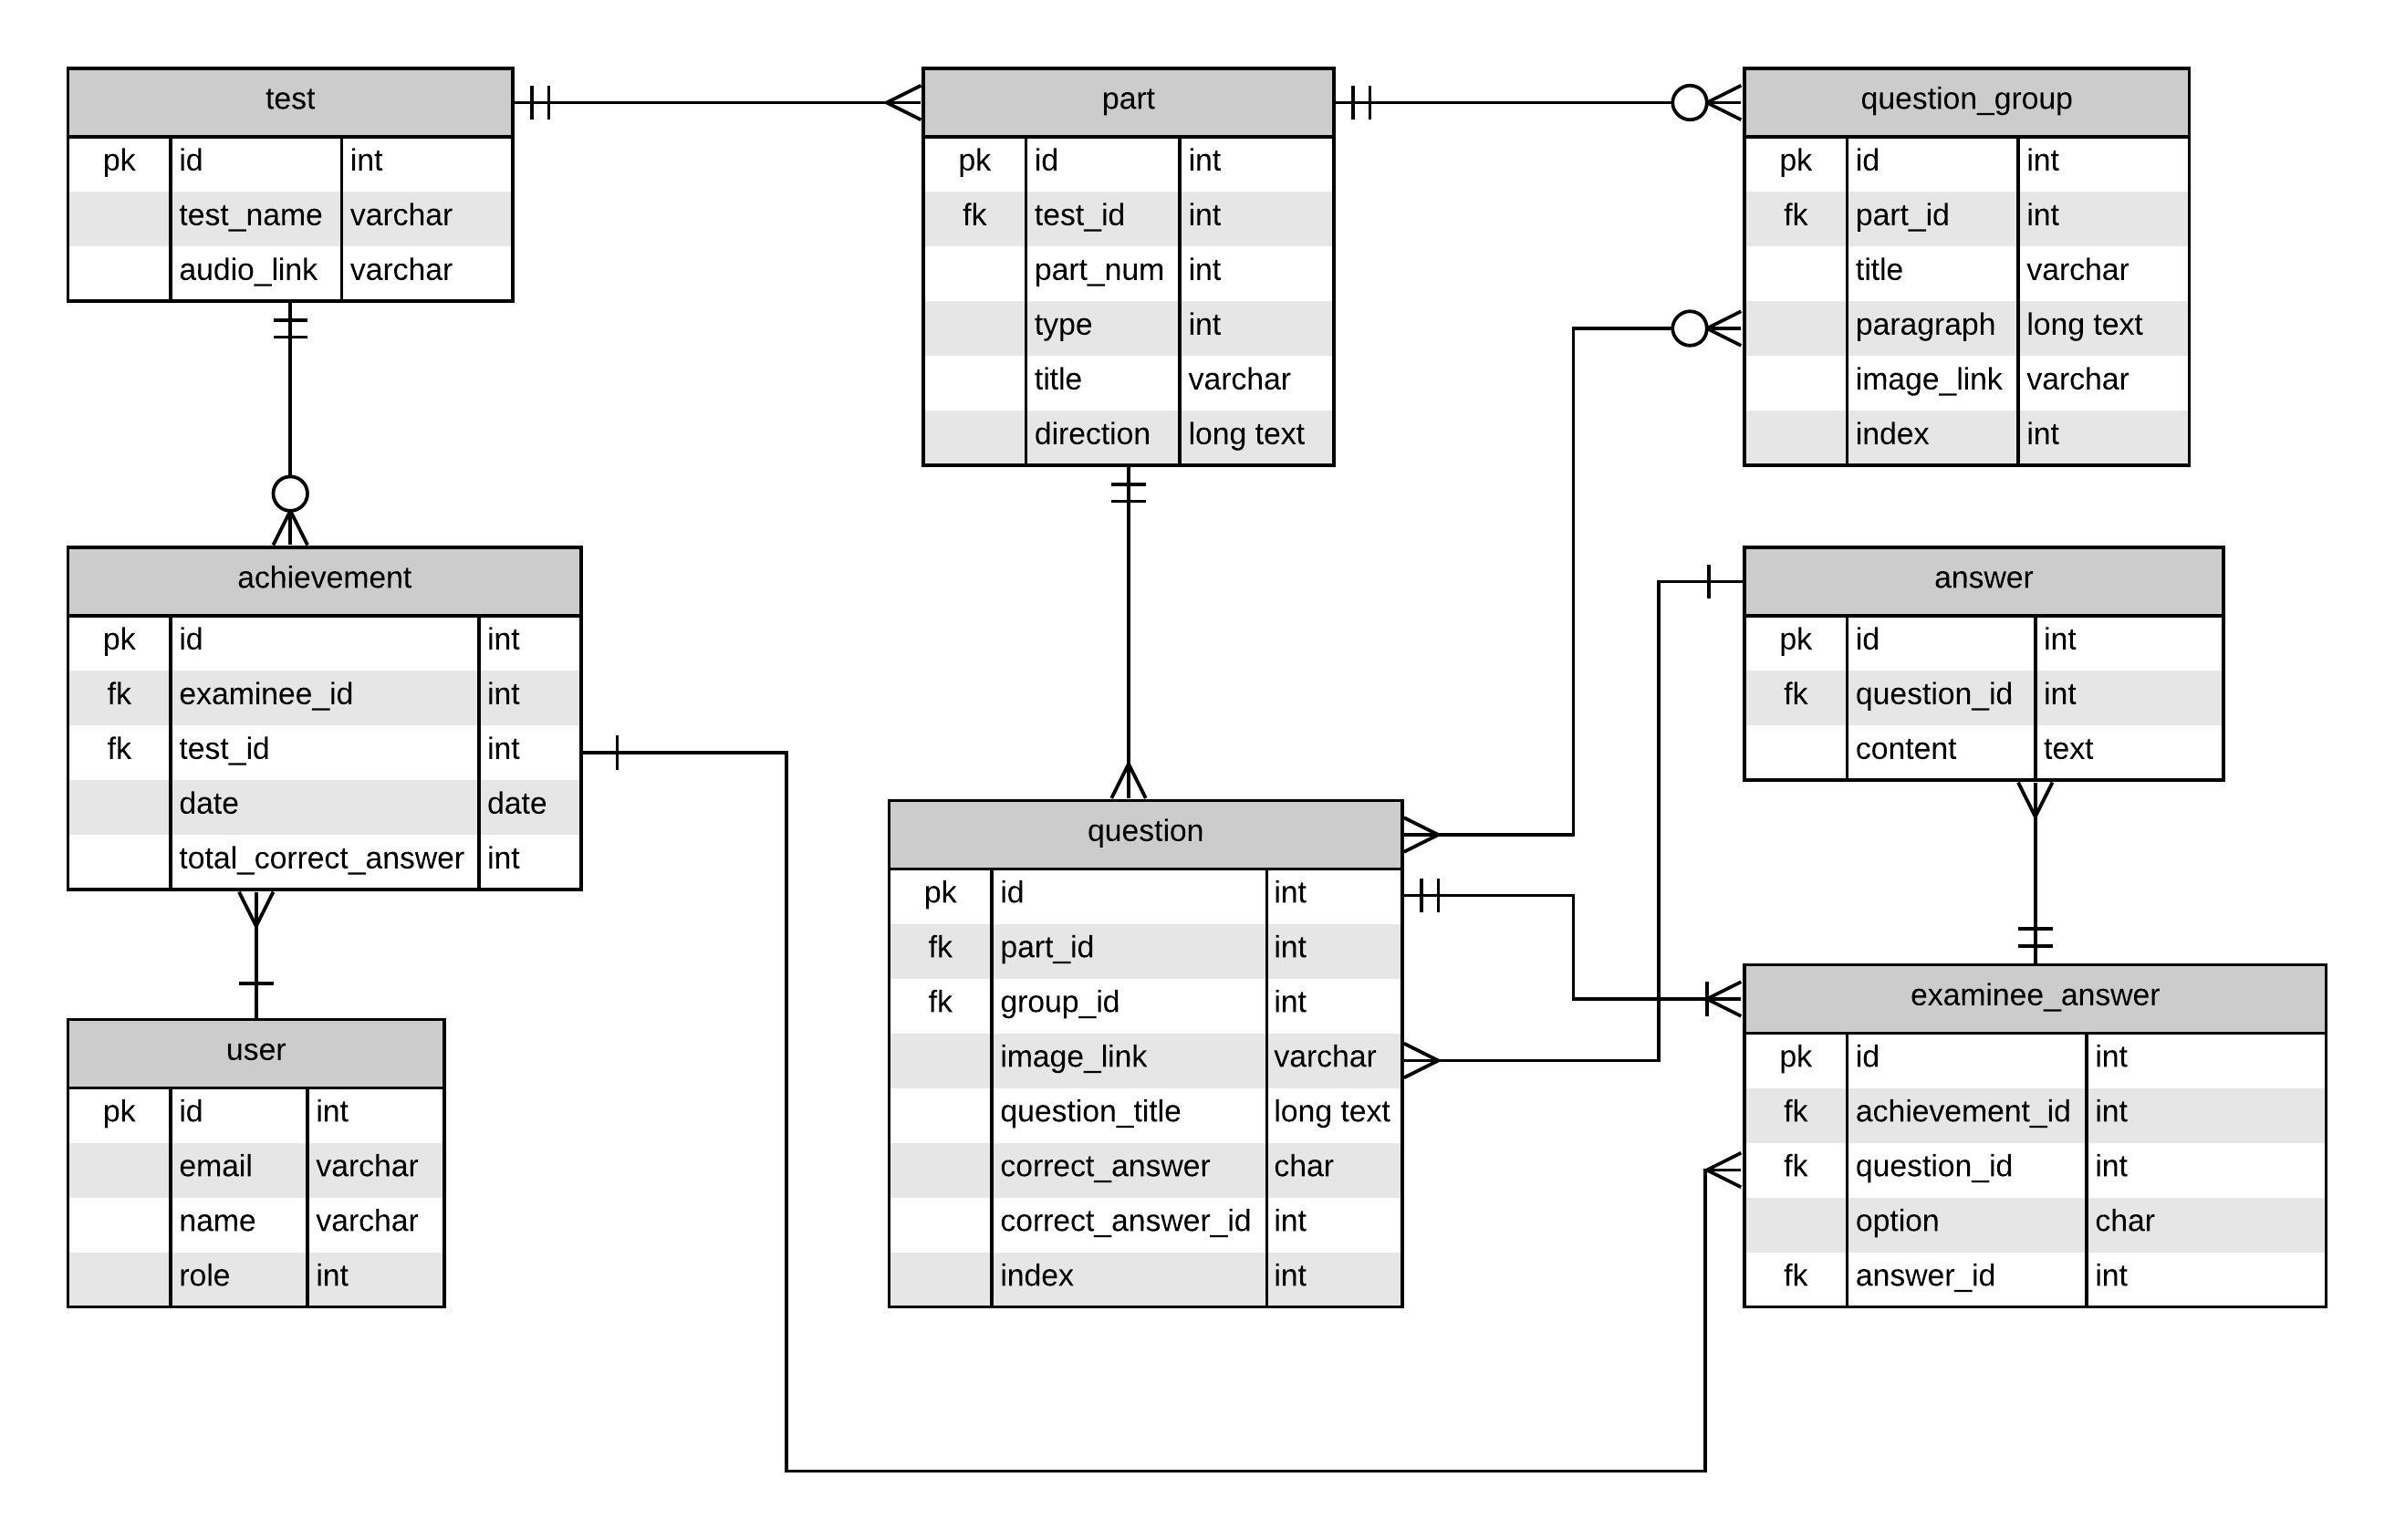 test
pk id int
test_name varchar
audio_link varchar
part
pk id int
fk test_id int
part_num int
type int
title varchar
direction long text
question_group
pk id int
fk part_id int
title varchar
paragraph long text
image_link varchar
index int
achievement
pk id int
fk examinee_id int
fk test_id int
date date
total_correct_answer int
answer
pk id int
fk question_id int
content text
question
pk id int
fk part_id int
fk group_id int
image_link varchar
question_title long text
correct_answer char
correct_answer_id int
index int
user
pk id int
email varchar
name varchar
role int
examinee_answer
pk id int
fk achievement_id int
fk question_id int
option char
fk answer_id int